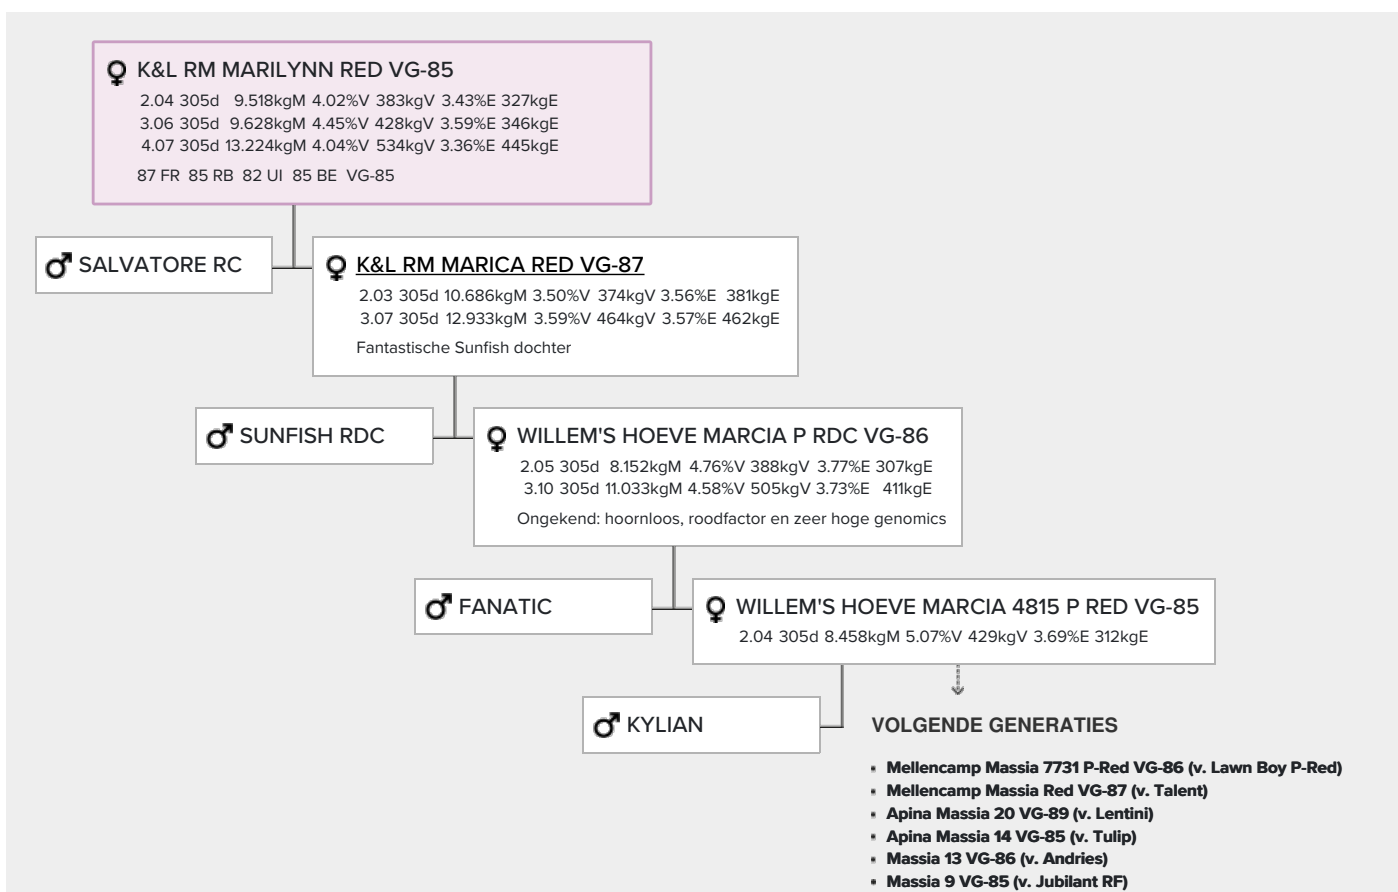 K&L RM MARILYNN RED VG-85
2.04 305d 9.518kgM 4.02%V 383kgV 3.43%E 327kgE
3.06 305d 9.628kgM 4.45%V 428kgV 3.59%E 346kgE
4.07 305d 13.224kgM 4.04%V 534kgV 3.36%E 445kgE
87 FR 85 RB 82 UI 85 BE VG-85
SALVATORE RC
K&L RM MARICA RED VG-87
2.03 305d 10.686kgM 3.50%V 374kgV 3.56%E 381kgE
3.07 305d 12.933kgM 3.59%V 464kgV 3.57%E 462kgE
Fantastische Sunfish dochter
SUNFISH RDC
WILLEM'S HOEVE MARCIA P RDC VG-86
2.05 305d 8.152kgM 4.76%V 388kgV 3.77%E 307kgE
3.10 305d 11.033kgM 4.58%V 505kgV 3.73%E 411kgE
Ongekend: hoornloos, roodfactor en zeer hoge genomics
FANATIC
WILLEM'S HOEVE MARCIA 4815 P RED VG-85
2.04 305d 8.458kgM 5.07%V 429kgV 3.69%E 312kgE
KYLIAN
VOLGENDE GENERATIES
▪ Mellencamp Massia 7731 P-Red VG-86 (v. Lawn Boy P-Red)
▪ Mellencamp Massia Red VG-87 (v. Talent)
▪ Apina Massia 20 VG-89 (v. Lentini)
▪ Apina Massia 14 VG-85 (v. Tulip)
▪ Massia 13 VG-86 (v. Andries)
▪ Massia 9 VG-85 (v. Jubilant RF)